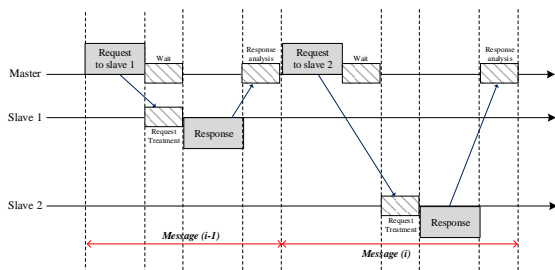 Request
to slave 1
Wait
Response
analysis
Request
to slave 2
Wait
Response
analysis
Master
Slave 1
Request
Treatment
Response
Slave 2
Request
Treatment
Response
Message (i-1)
Message (i)